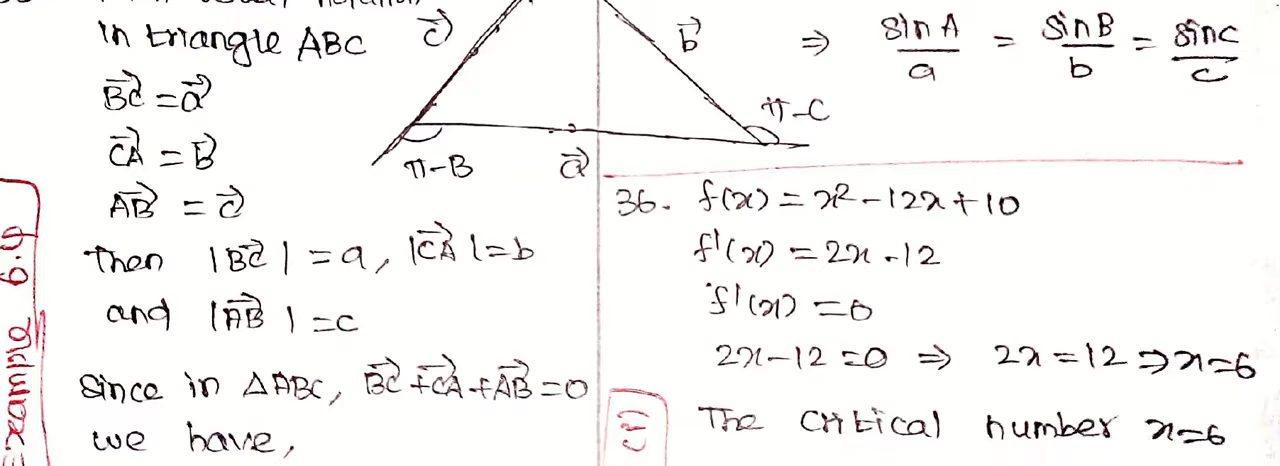 in triangle ABC
BC⃗ = a⃗
CA⃗ = b⃗
AB⃗ = c⃗
Then |BC⃗| = a, |CA⃗| = b
and |AB⃗| = c
Since in ΔABC, BC⃗ + CA⃗ + AB⃗ = 0
we have,
c⃗
b⃗
π-B
a⃗
π-C
⇒ sin A/a = sin B/b = sin C/c
36. f(x) = x² - 12x + 10
f'(x) = 2x - 12
f'(x) = 0
2x - 12 = 0 ⇒ 2x = 12 ⇒ x = 6
The critical number x = 6
Example 6.4